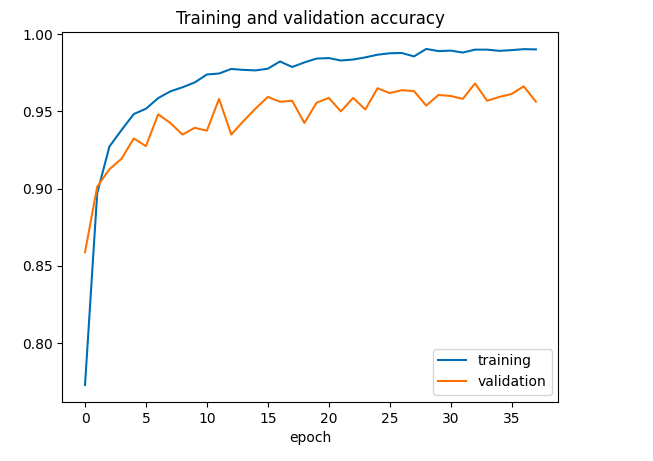 Training and validation accuracy
1.00
0.95
0.90
0.85
0.80
training
validation
0 5 10 15 20 25 30 35
epoch